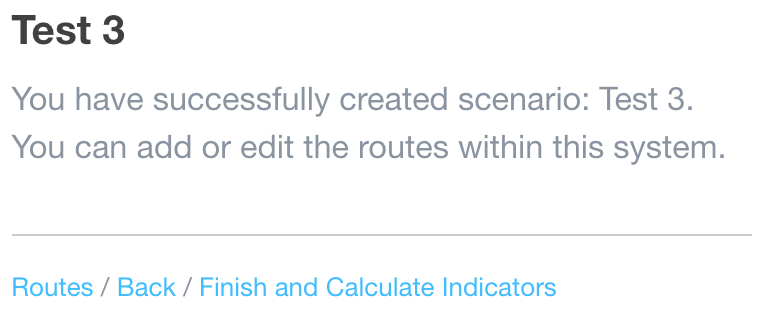 Test 3
You have successfully created scenario: Test 3.
You can add or edit the routes within this system.
Routes / Back / Finish and Calculate Indicators